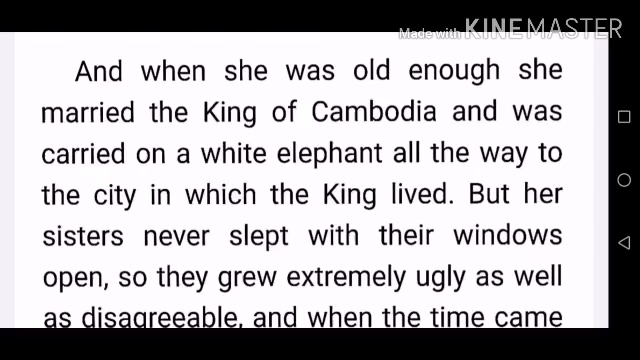 Made with KINEMASTER
And when she was old enough she
married the King of Cambodia and was
carried on a white elephant all the way to
the city in which the King lived. But her
sisters never slept with their windows
open, so they grew extremely ugly as well
as disagreeable, and when the time came